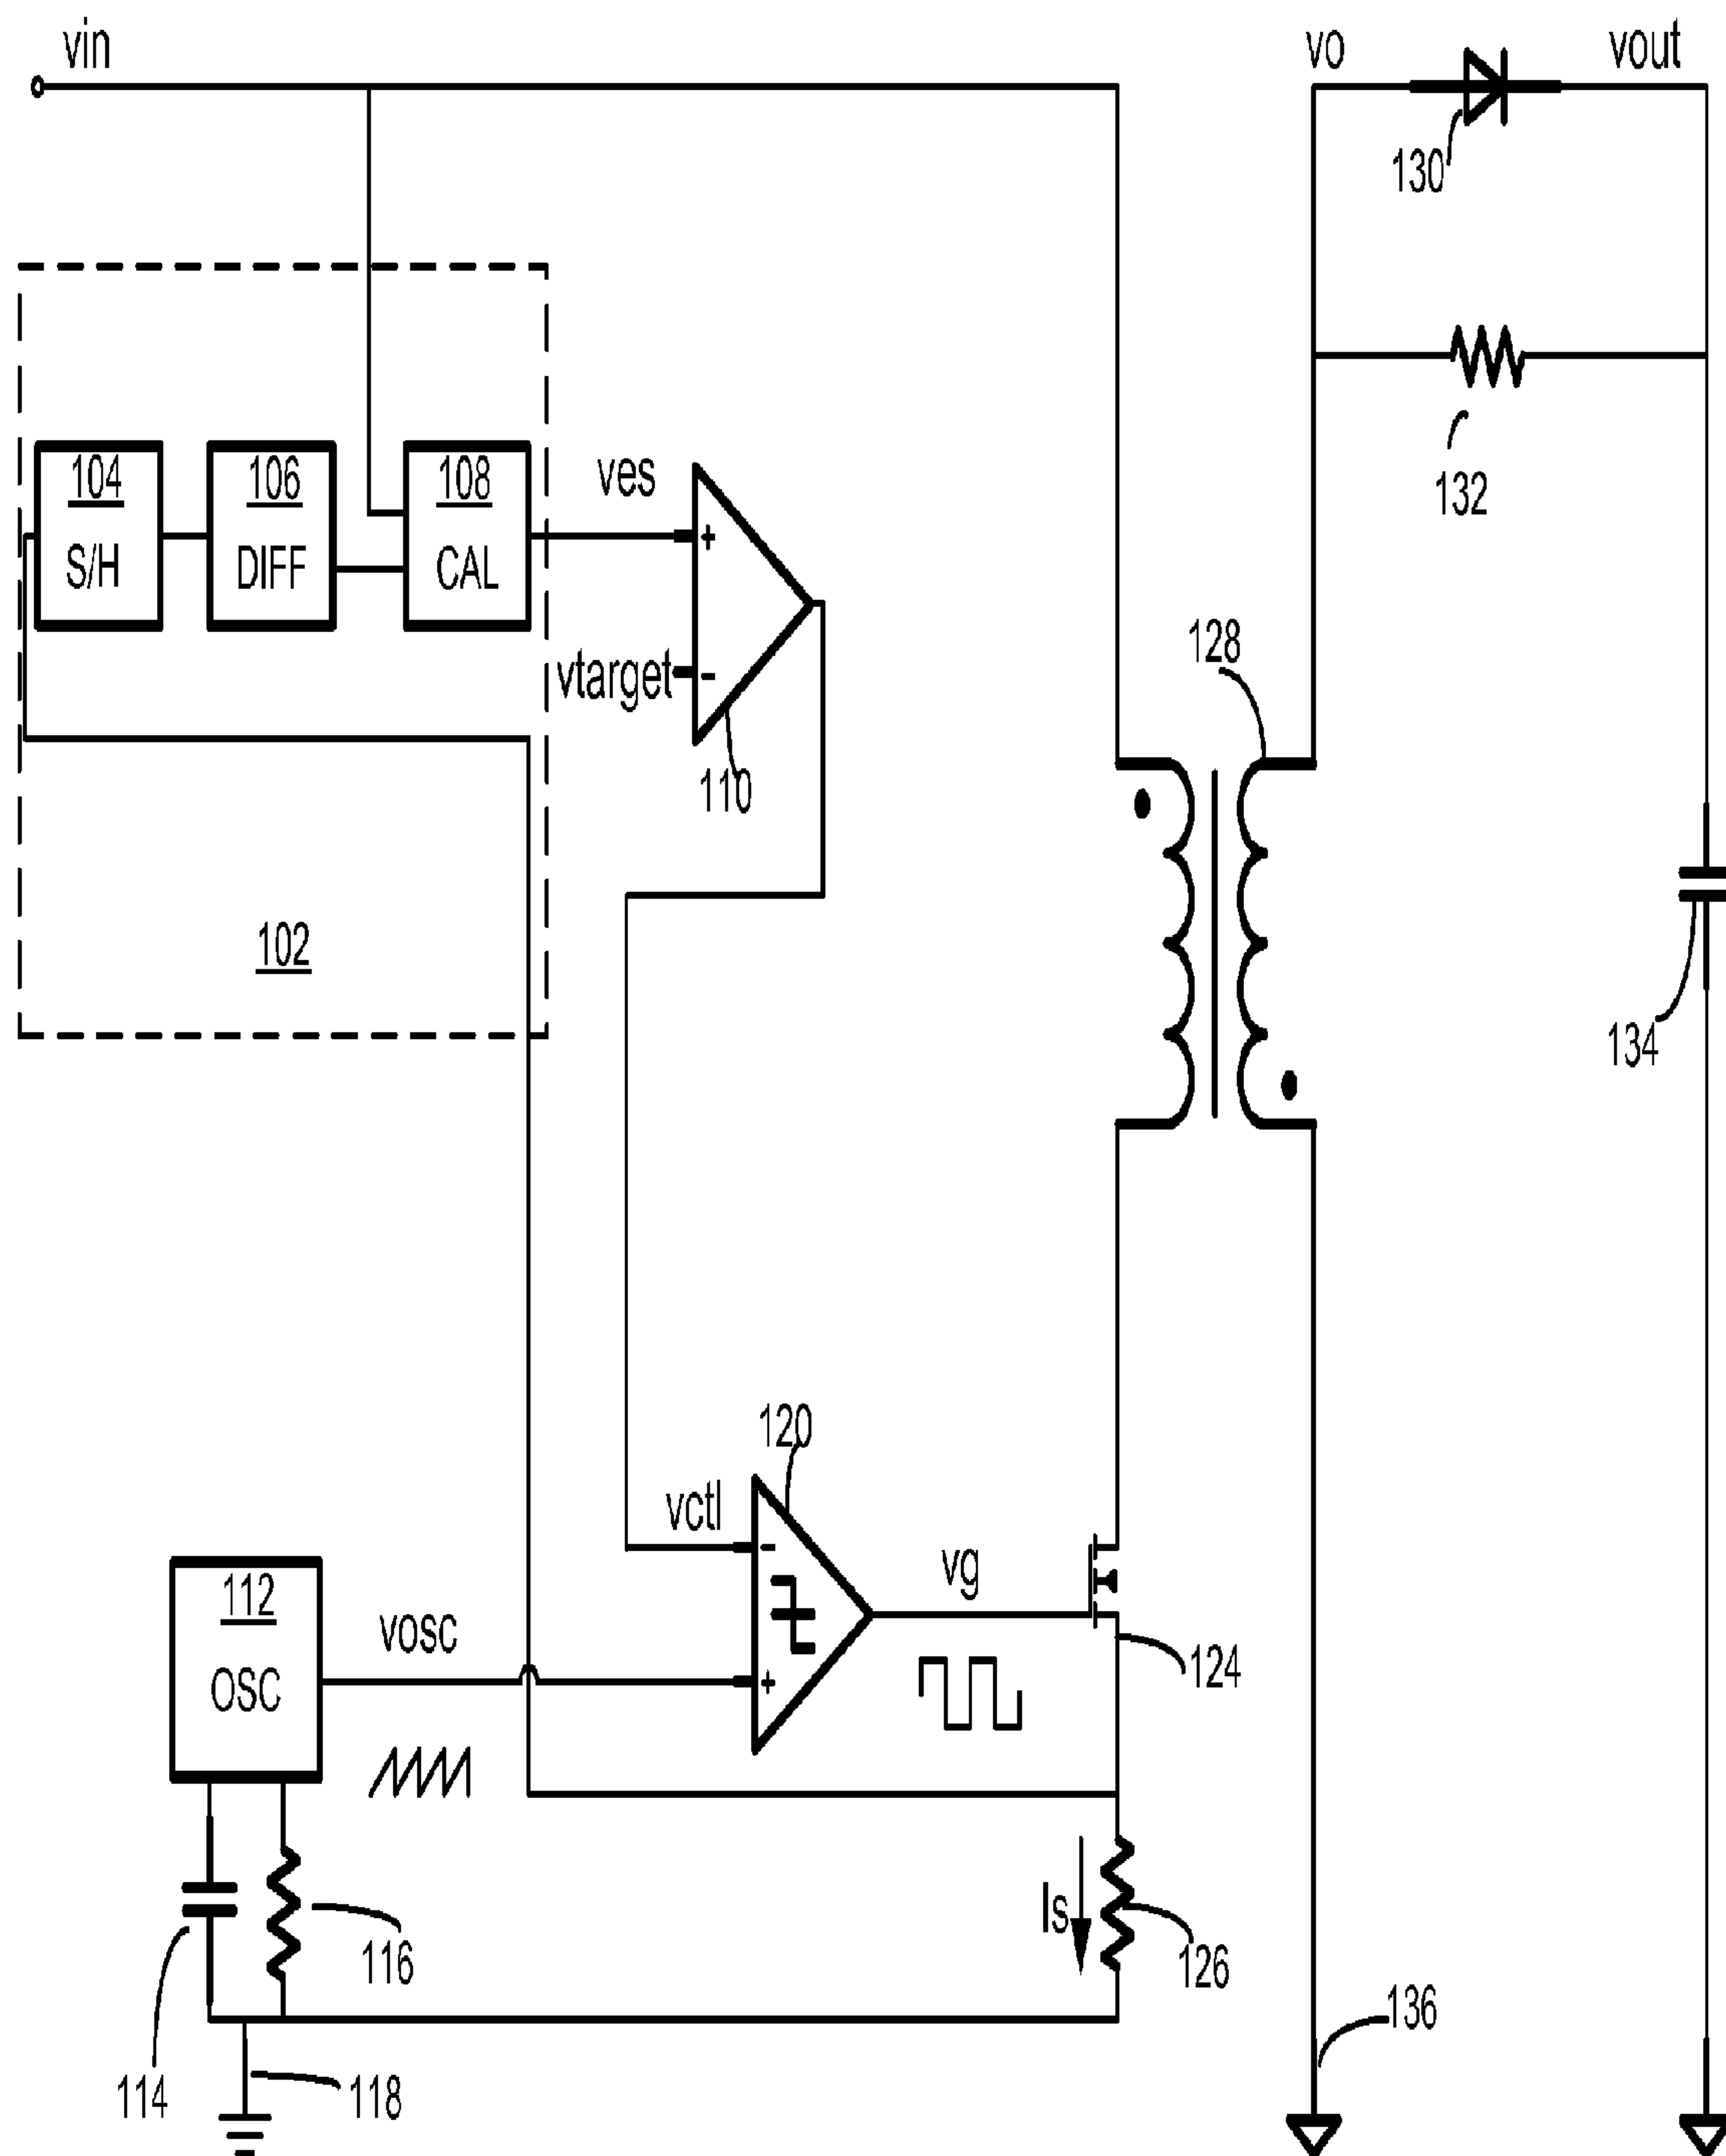 vin
vo
vout
130
132
104
S/H
106
DIFF
108
CAL
ves
+
vtarget
-
110
128
102
134
120
vctl
-
vg
112
OSC
vosc
+
124
Is
116
126
136
114
118